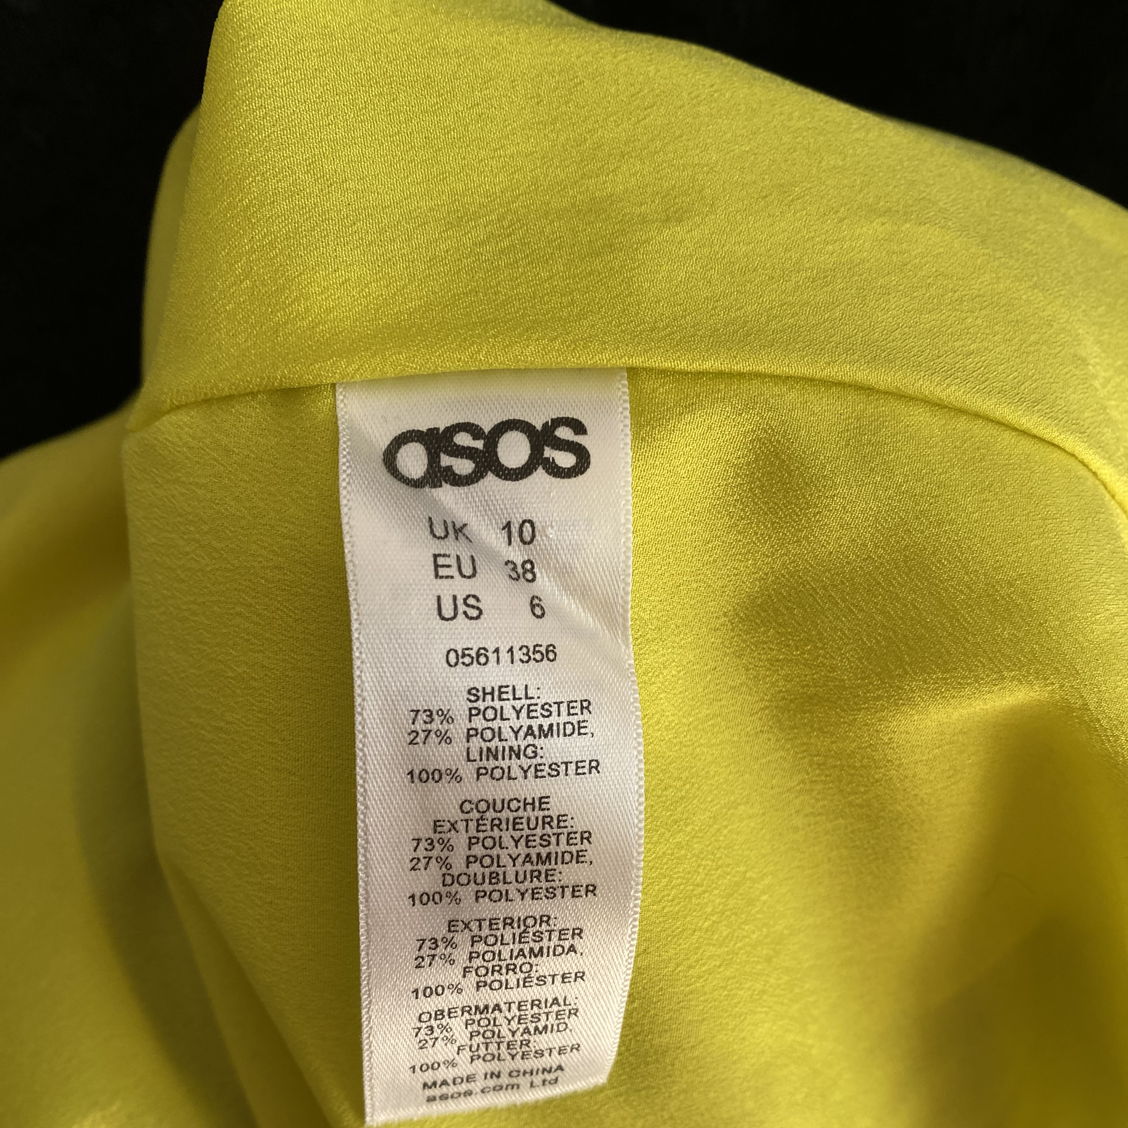 asos
UK 10
EU 38
US 6
05611356
SHELL:
73% POLYESTER
27% POLYAMIDE,
LINING:
100% POLYESTER
COUCHE
EXTÉRIEURE:
73% POLYESTER
27% POLYAMIDE,
DOUBLURE:
100% POLYESTER
EXTERIOR:
73% POLIÉSTER
27% POLIAMIDA,
FORRO:
100% POLIÉSTER
OBERMATERIAL:
73% POLYESTER
27% POLYAMID,
FUTTER:
100% POLYESTER
MADE IN CHINA
asos.com Ltd